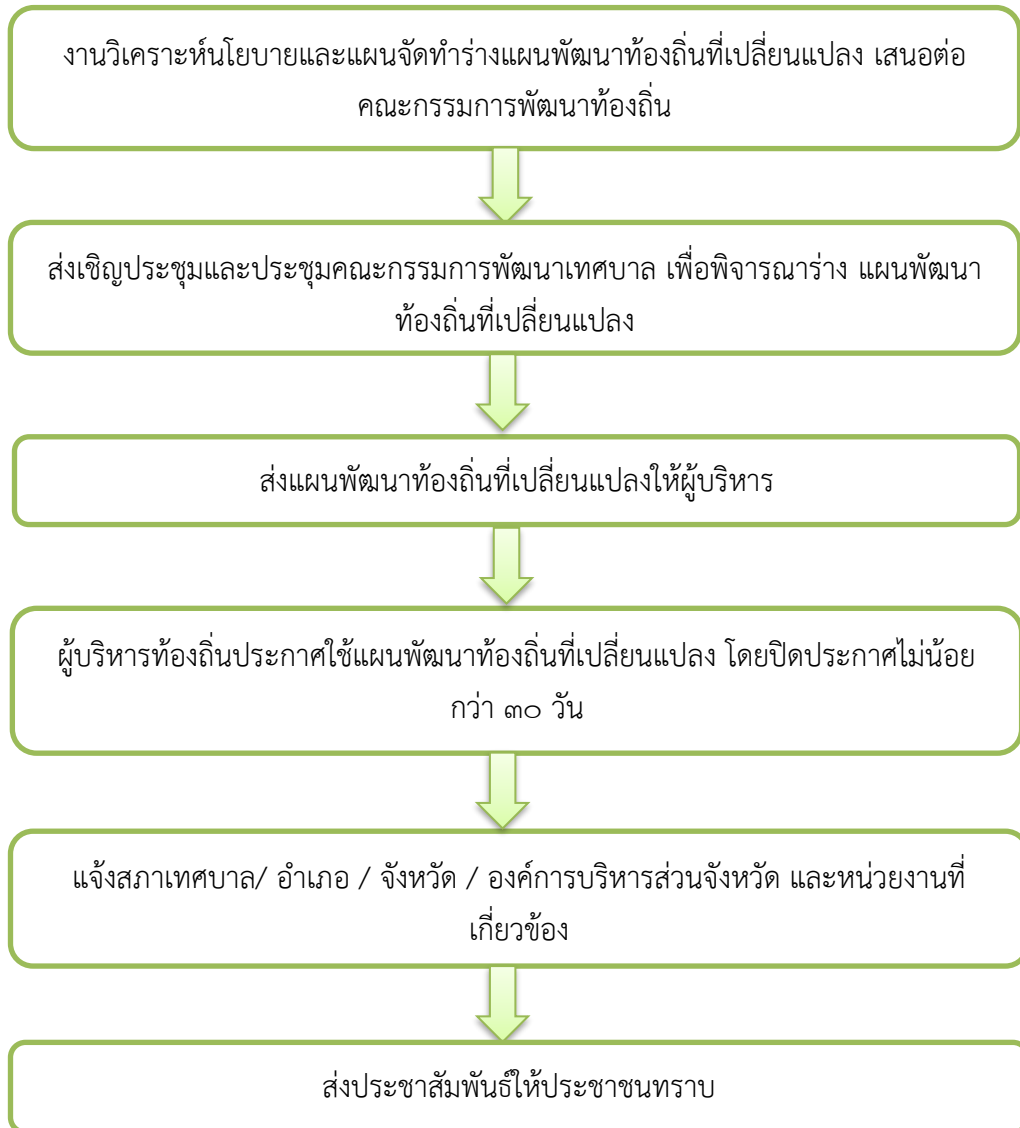 งานวิเคราะห์นโยบายและแผนจัดทำร่างแผนพัฒนาท้องถิ่นที่เปลี่ยนแปลง เสนอต่อ
คณะกรรมการพัฒนาท้องถิ่น
ส่งเชิญประชุมและประชุมคณะกรรมการพัฒนาเทศบาล เพื่อพิจารณาร่าง แผนพัฒนา
ท้องถิ่นที่เปลี่ยนแปลง
ส่งแผนพัฒนาท้องถิ่นที่เปลี่ยนแปลงให้ผู้บริหาร
ผู้บริหารท้องถิ่นประกาศใช้แผนพัฒนาท้องถิ่นที่เปลี่ยนแปลง โดยปิดประกาศไม่น้อย
กว่า ๓๐ วัน
แจ้งสภาเทศบาล/ อำเภอ / จังหวัด / องค์การบริหารส่วนจังหวัด และหน่วยงานที่
เกี่ยวข้อง
ส่งประชาสัมพันธ์ให้ประชาชนทราบ